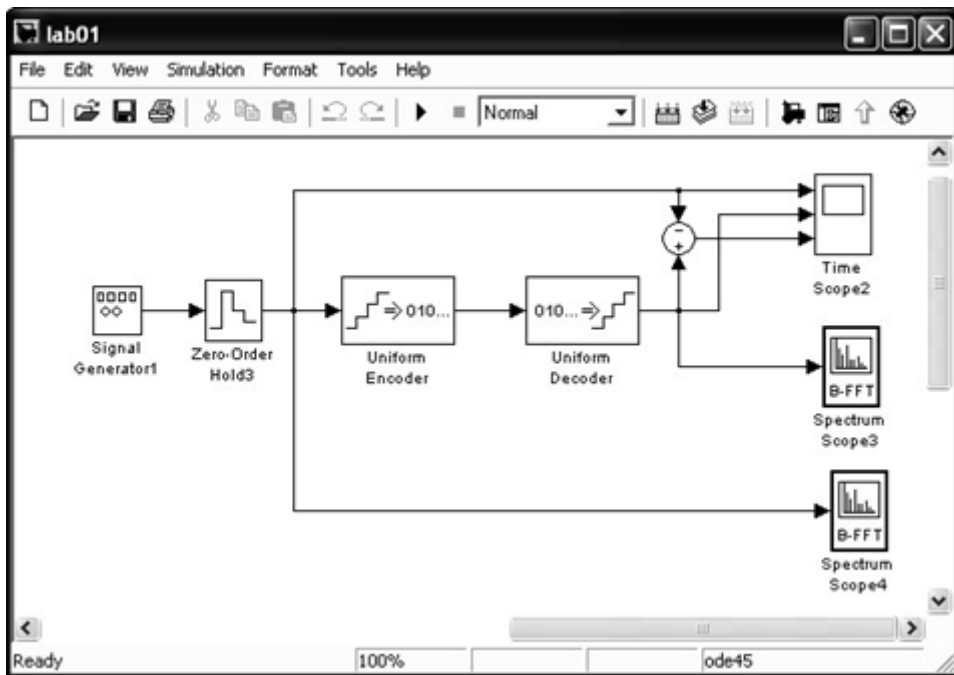 lab01
File Edit View Simulation Format Tools Help
Normal
Time
Scope2
Signal
Generator1
Zero-Order
Hold3
010...
Uniform
Encoder
010...
Uniform
Decoder
B-FFT
Spectrum
Scope3
B-FFT
Spectrum
Scope4
Ready 100% ode45